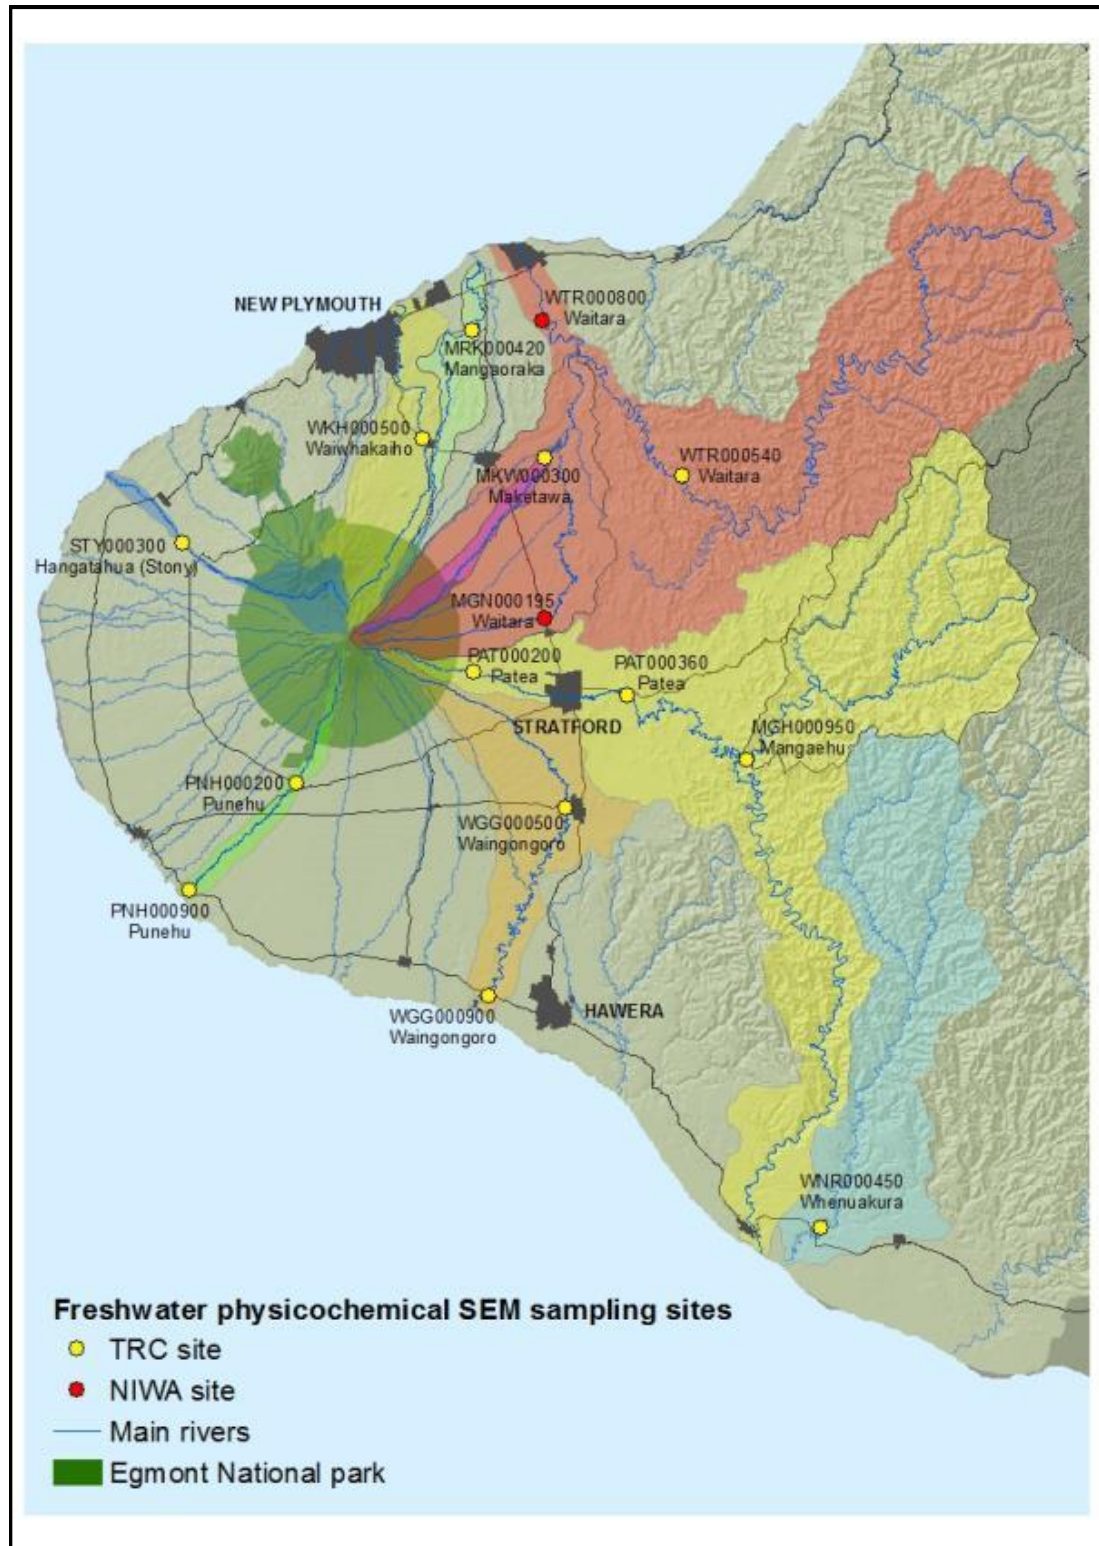 WTR000800
Waitara
NEW PLYMOUTH
MRK000420
Mangaoraka
WKH000500
Waiwhakaiho
MKW000300
Maketawa
WTR000540
Waitara
STY000300
Hangatahua (Stony)
MGN000195
Waitara
PAT000200
Patea
PAT000360
Patea
STRATFORD
MGH000950
Mangaehu
PNH000200
Punehu
WGG000500
Waingongoro
PNH000900
Punehu
WGG000900
Waingongoro
HAWERA
WNR000450
Whenuakura
Freshwater physicochemical SEM sampling sites
TRC site
NIWA site
Main rivers
Egmont National park